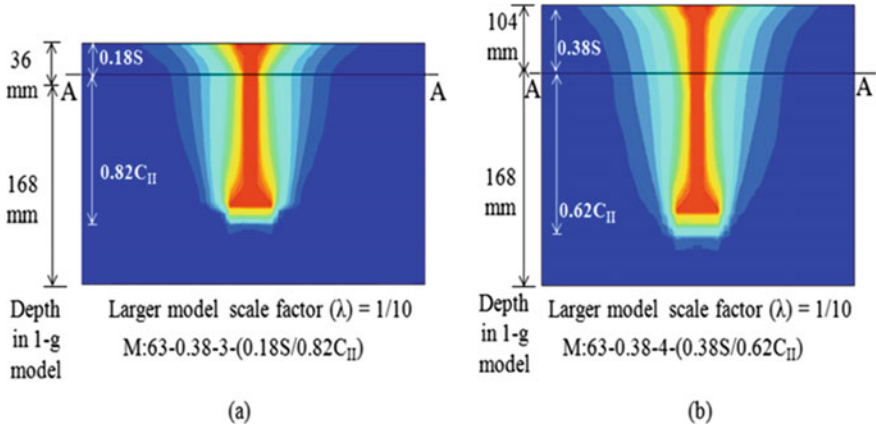 36
mm
0.18S
A
A
0.82C_II
168
mm
Depth
in 1-g
model
Larger model scale factor (λ) = 1/10
M:63-0.38-3-(0.18S/0.82C_II)
(a)
104
mm
0.38S
A
A
168
mm
0.62C_II
Depth
in 1-g
model
Larger model scale factor (λ) = 1/10
M:63-0.38-4-(0.38S/0.62C_II)
(b)